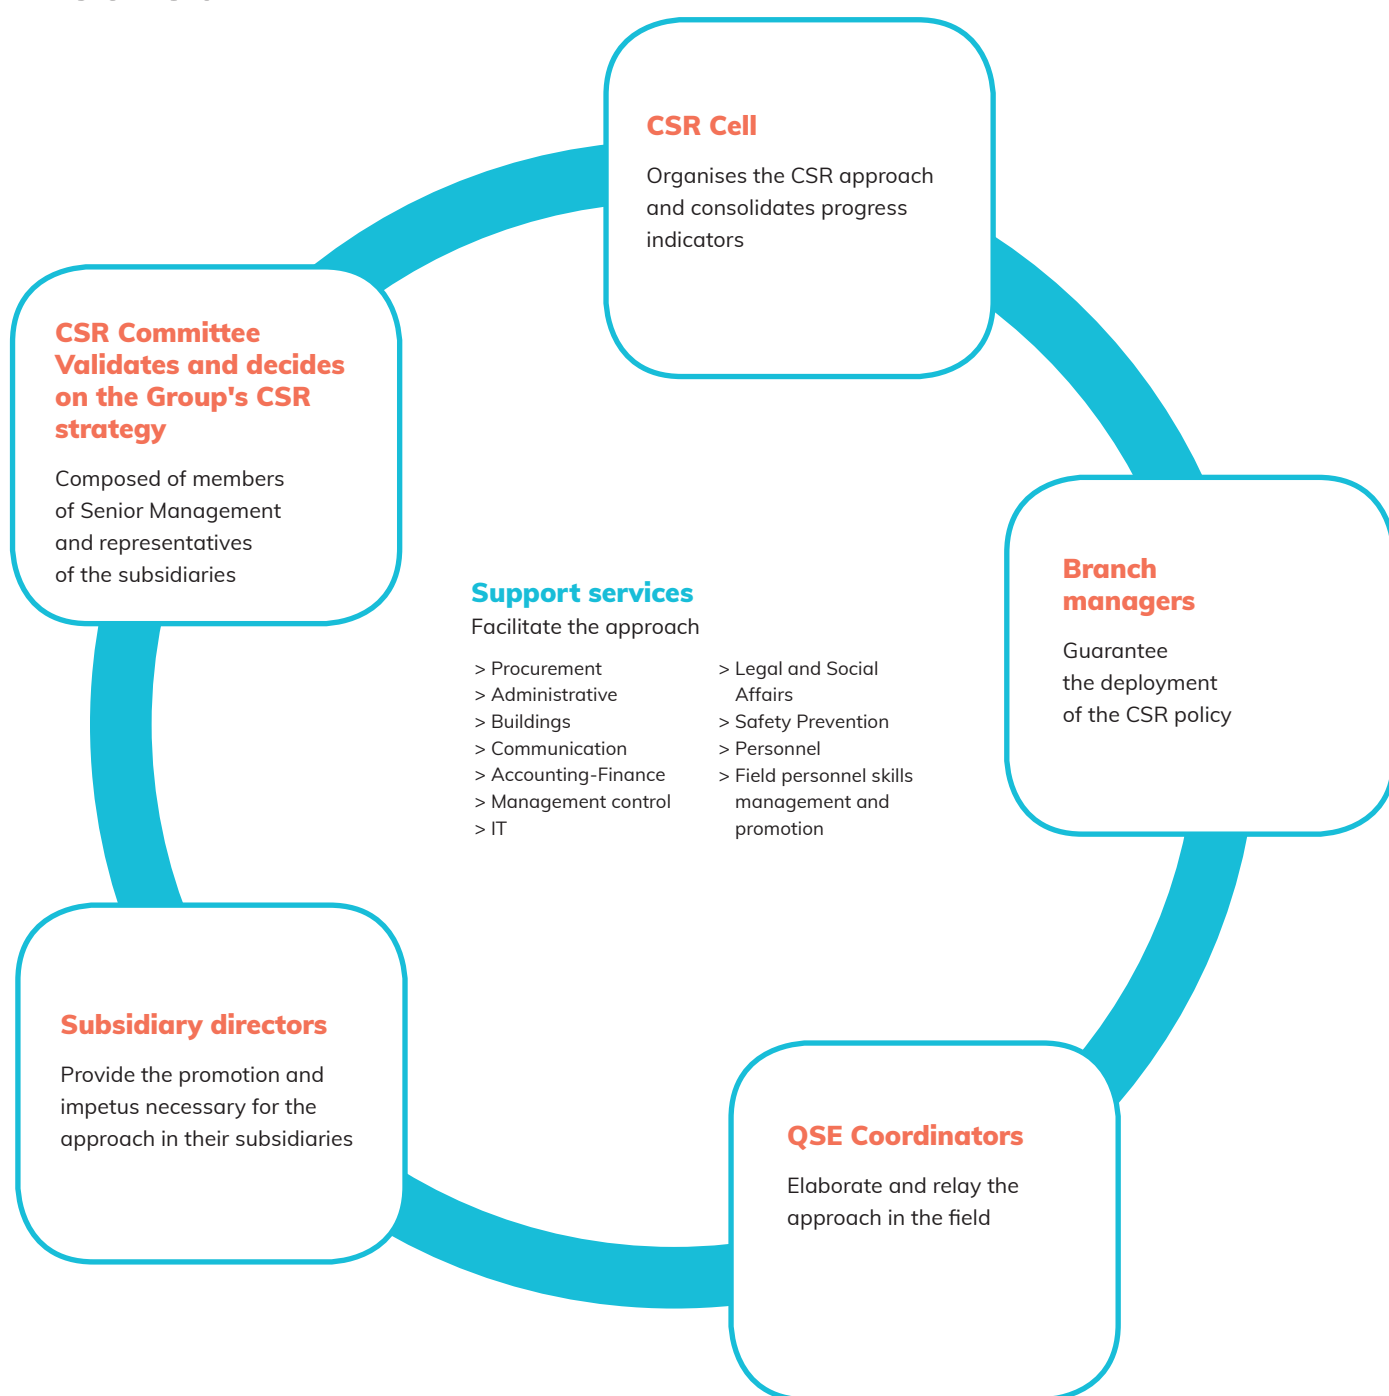 CSR Cell
Organises the CSR approach
and consolidates progress
indicators
CSR Committee
Validates and decides
on the Group's CSR
strategy
Composed of members
of Senior Management
and representatives
of the subsidiaries
Branch
managers
Guarantee
the deployment
of the CSR policy
Support services
Facilitate the approach
> Procurement
> Administrative
> Buildings
> Communication
> Accounting-Finance
> Management control
> IT
> Legal and Social
Affairs
> Safety Prevention
> Personnel
> Field personnel skills
management and
promotion
Subsidiary directors
Provide the promotion and
impetus necessary for the
approach in their subsidiaries
QSE Coordinators
Elaborate and relay the
approach in the field